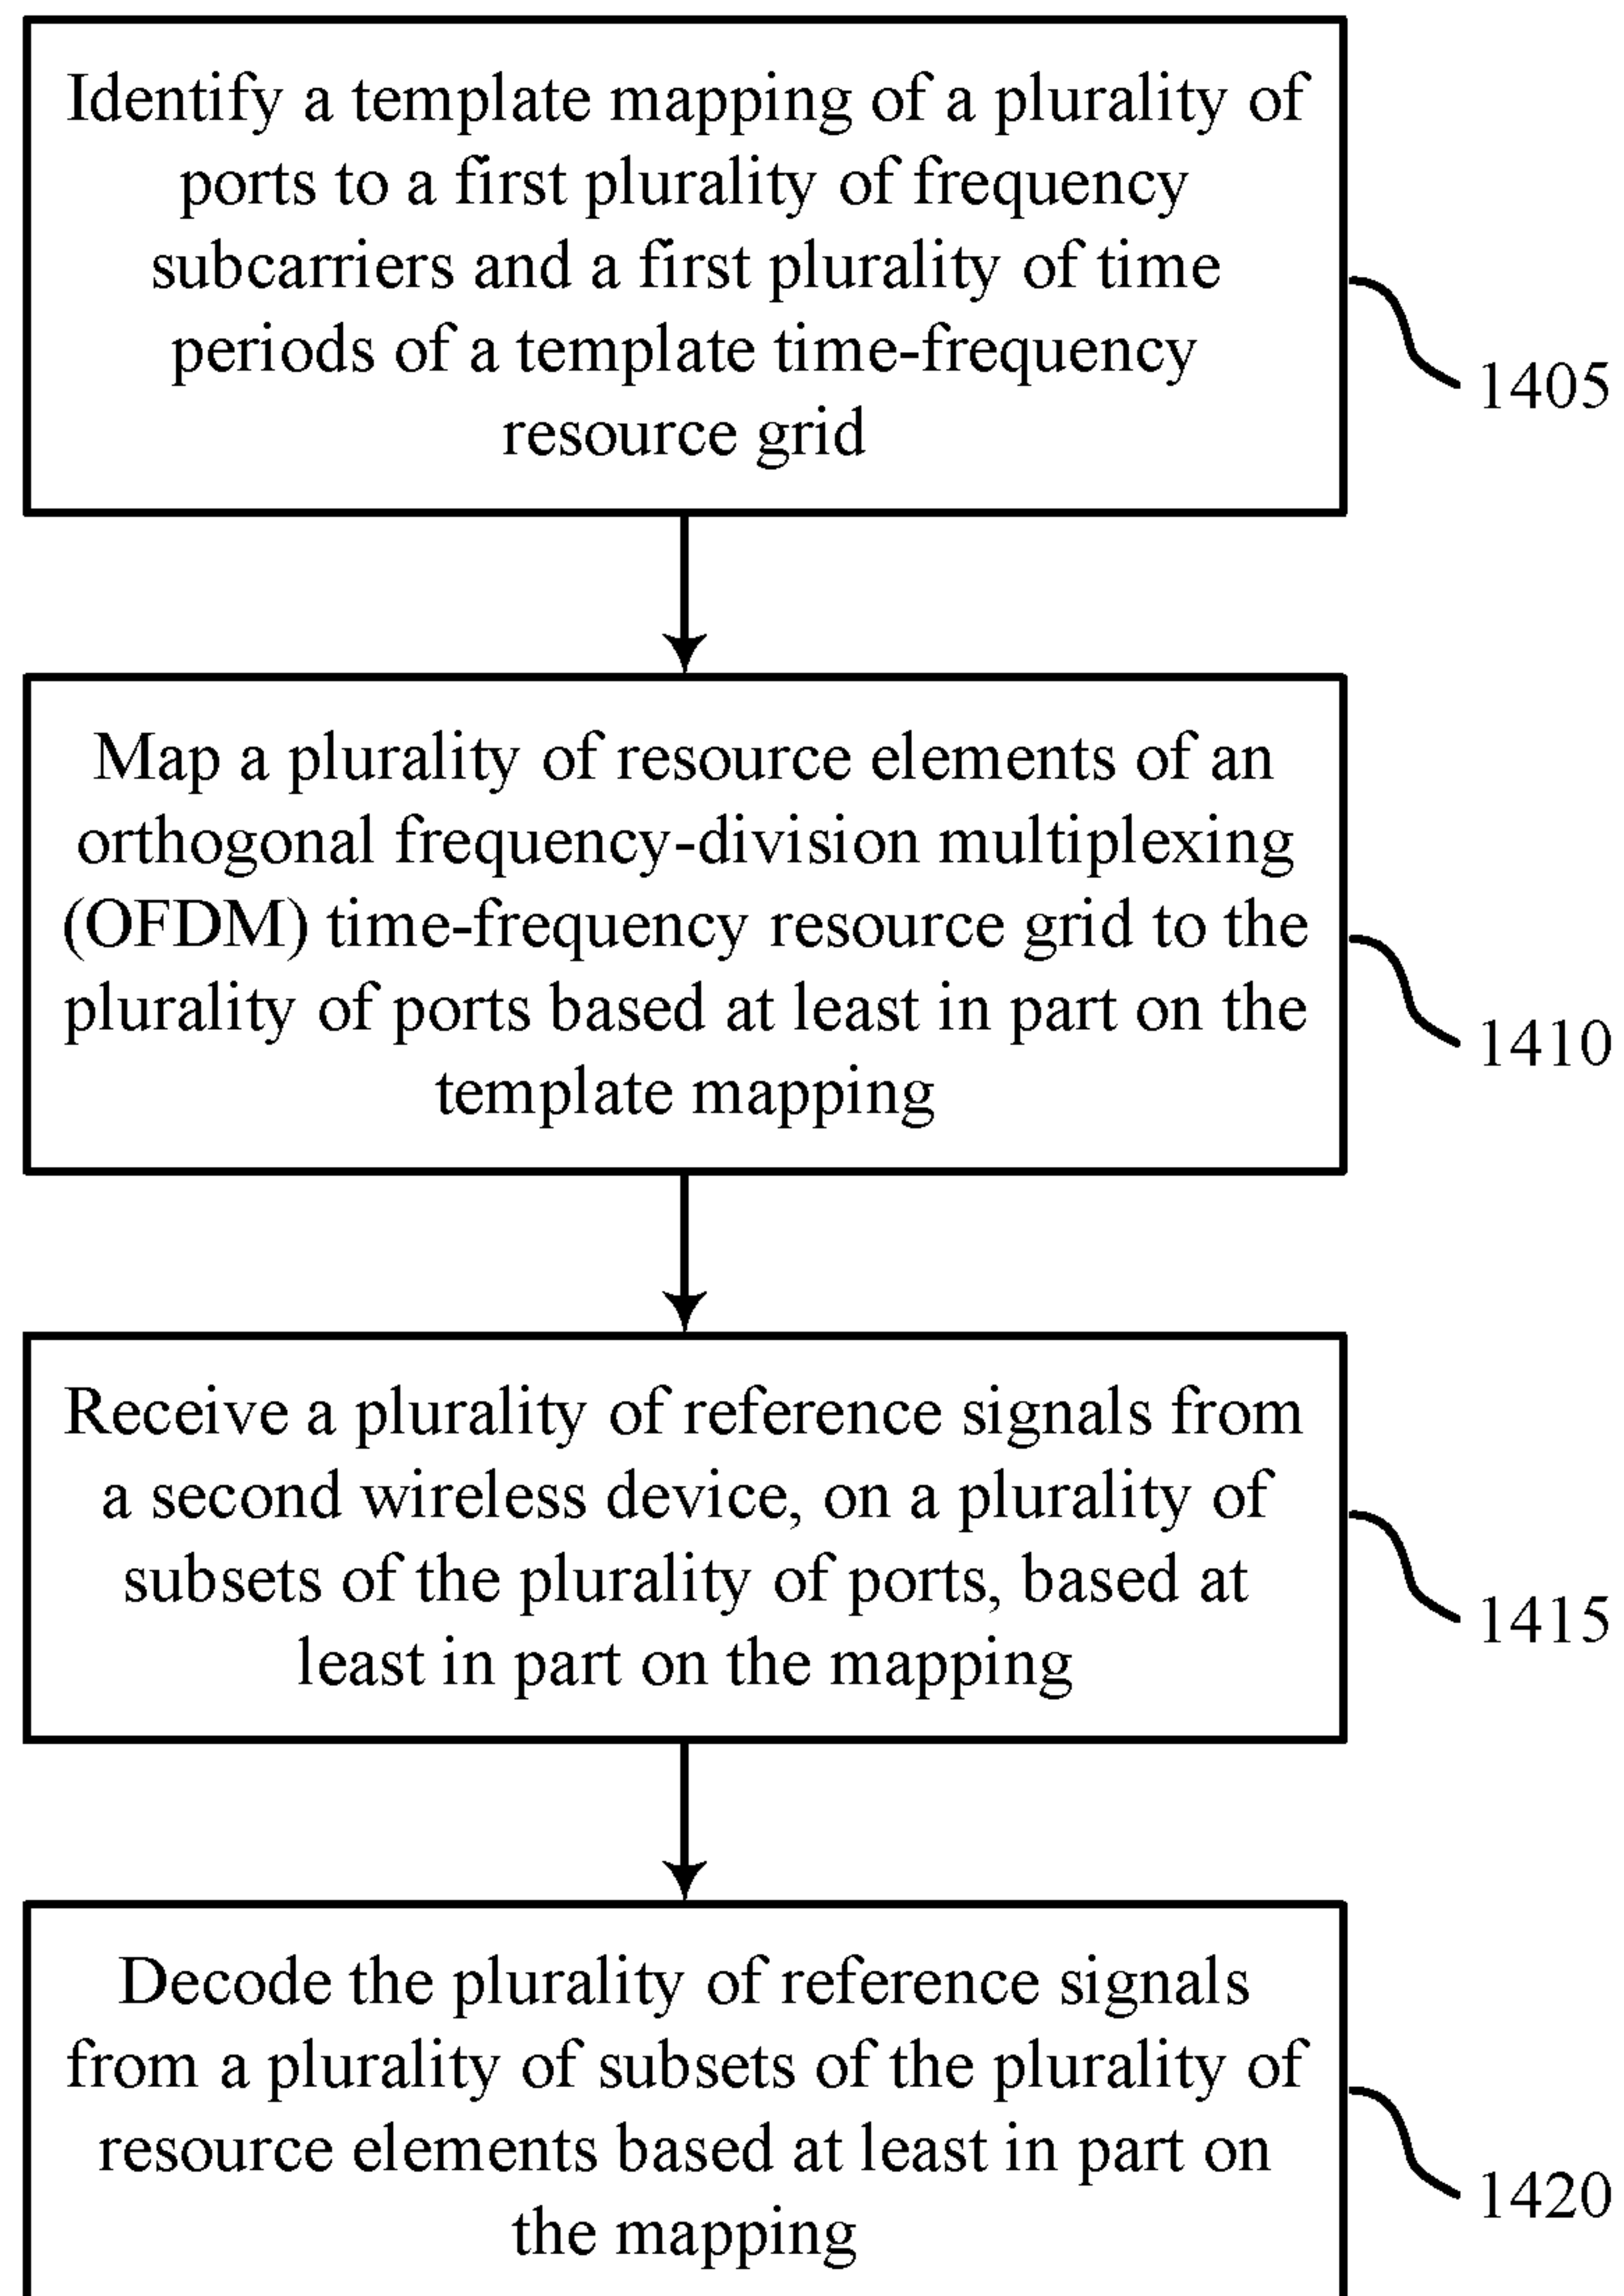 Identify a template mapping of a plurality of
ports to a first plurality of frequency
subcarriers and a first plurality of time
periods of a template time-frequency
resource grid
1405
Map a plurality of resource elements of an
orthogonal frequency-division multiplexing
(OFDM) time-frequency resource grid to the
plurality of ports based at least in part on the
template mapping
1410
Receive a plurality of reference signals from
a second wireless device, on a plurality of
subsets of the plurality of ports, based at
least in part on the mapping
1415
Decode the plurality of reference signals
from a plurality of subsets of the plurality of
resource elements based at least in part on
the mapping
1420